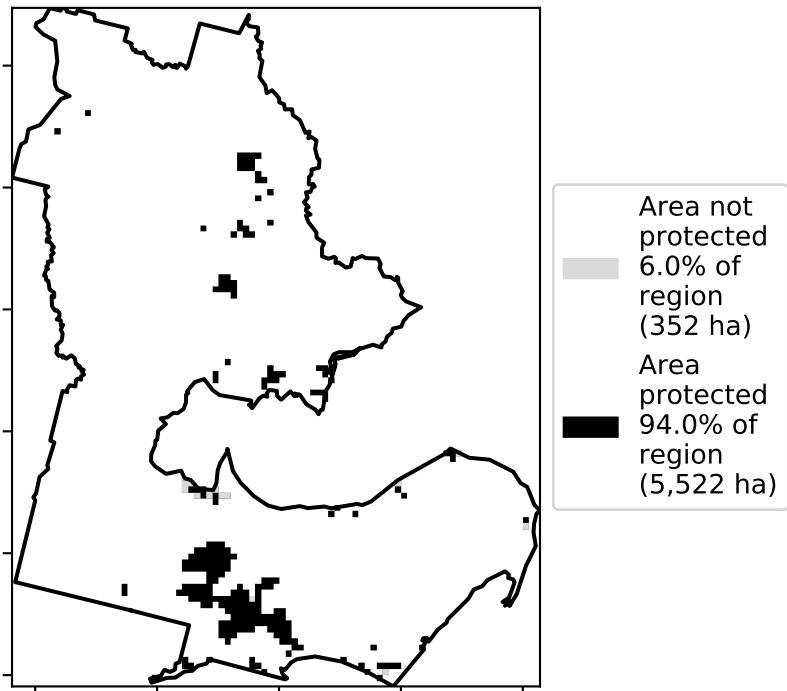 Area not
protected
6.0% of
region
(352 ha)
Area
protected
94.0% of
region
(5,522 ha)